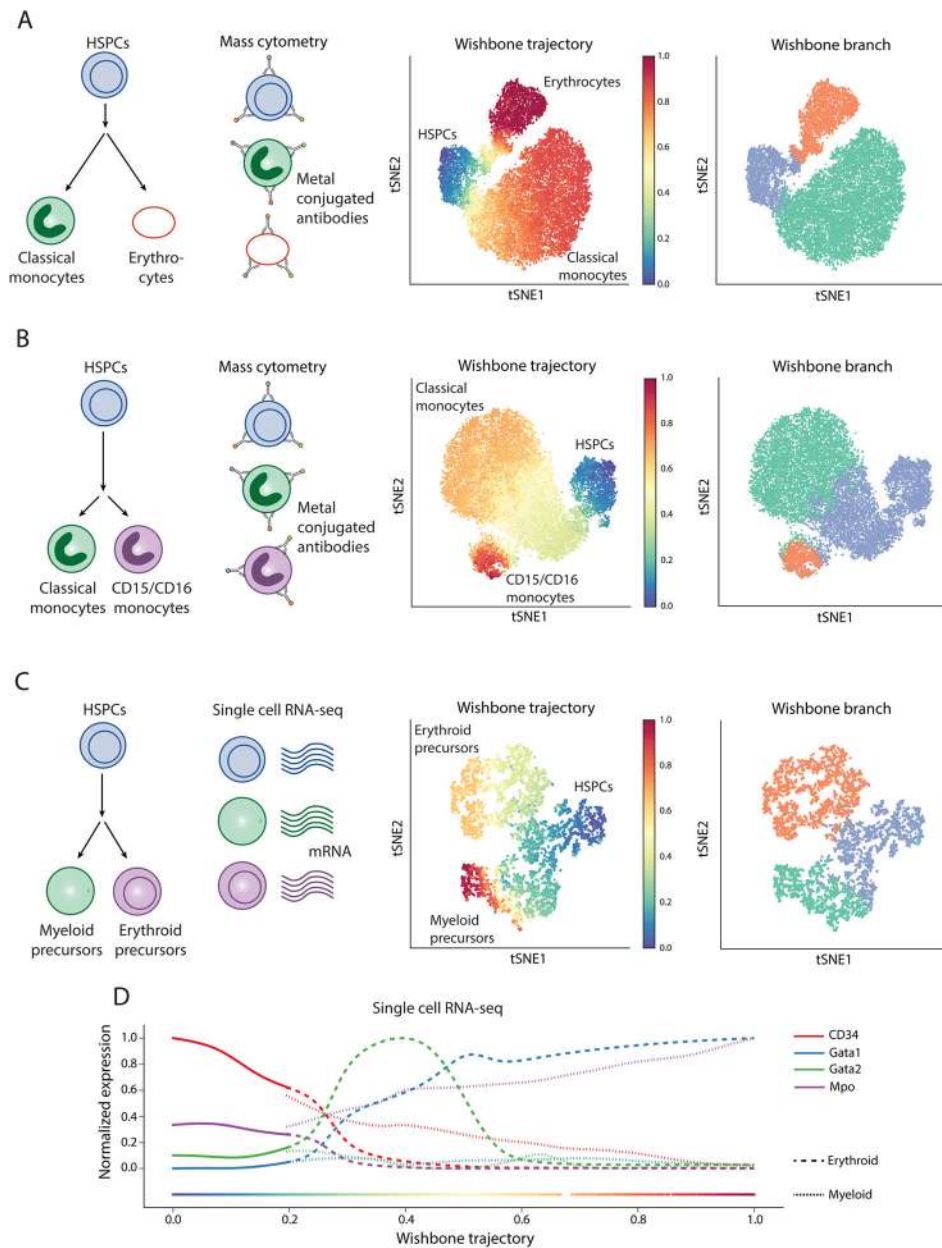 A
HSPCs
Mass cytometry
Wishbone trajectory
Wishbone branch
Classical
monocytes
Erythro-
cytes
Metal
conjugated
antibodies
Erythrocytes
HSPCs
Classical
monocytes
tSNE2
tSNE1
1.0
0.8
0.6
0.4
0.2
0.0
tSNE2
tSNE1
B
HSPCs
Mass cytometry
Wishbone trajectory
Wishbone branch
Classical
monocytes
CD15/CD16
monocytes
Metal
conjugated
antibodies
Classical
monocytes
HSPCs
CD15/CD16
monocytes
tSNE2
tSNE1
1.0
0.8
0.6
0.4
0.2
0.0
tSNE2
tSNE1
C
HSPCs
Single cell RNA-seq
Wishbone trajectory
Wishbone branch
Myeloid
precursors
Erythroid
precursors
mRNA
Erythroid
precursors
HSPCs
Myeloid
precursors
tSNE2
tSNE1
1.0
0.8
0.6
0.4
0.2
0.0
tSNE2
tSNE1
D
Single cell RNA-seq
Normalized expression
1.0
0.8
0.6
0.4
0.2
0.0
0.0
0.2
0.4
0.6
0.8
1.0
Wishbone trajectory
CD34
Gata1
Gata2
Mpo
Erythroid
Myeloid